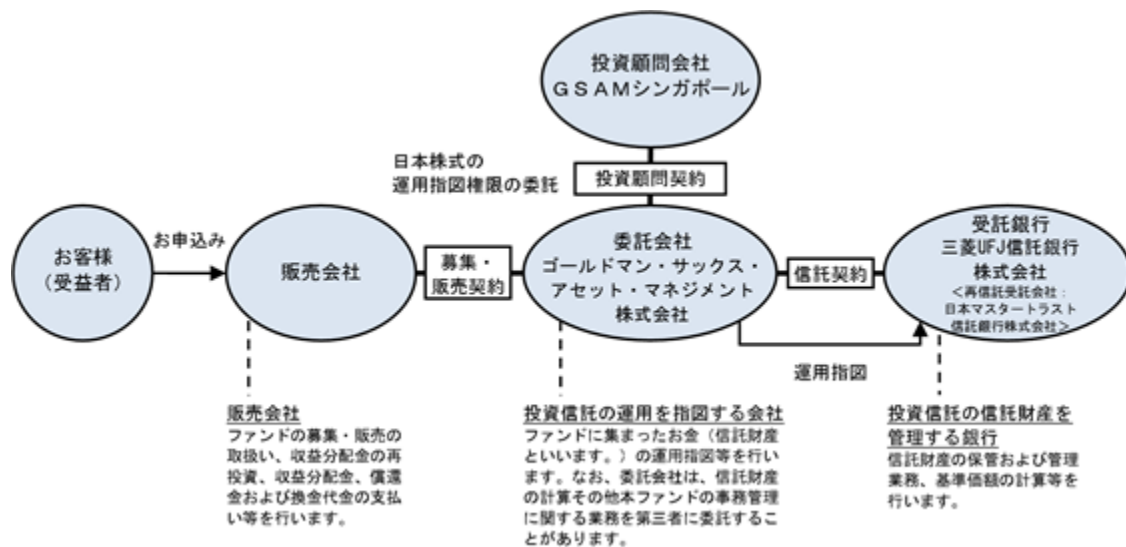 投資顧問会社
ＧＳＡＭシンガポール
日本株式の
運用指図権限の委託
投資顧問契約
お客様
（受益者）
お申込み
販売会社
募集・
販売契約
委託会社
ゴールドマン・サックス・
アセット・マネジメント
株式会社
信託契約
受託銀行
三菱UFJ信託銀行
株式会社
＜再信託受託会社：
日本マスタートラスト
信託銀行株式会社＞
運用指図
販売会社
ファンドの募集・販売の
取扱い、収益分配金の再
投資、収益分配金、償還
金および換金代金の支払
い等を行います。
投資信託の運用を指図する会社
ファンドに集まったお金（信託財産
といいます。）の運用指図等を行い
ます。なお、委託会社は、信託財産
の計算その他本ファンドの事務管理
に関する業務を第三者に委託するこ
とがあります。
投資信託の信託財産を
管理する銀行
信託財産の保管および管理
業務、基準価額の計算等を
行います。